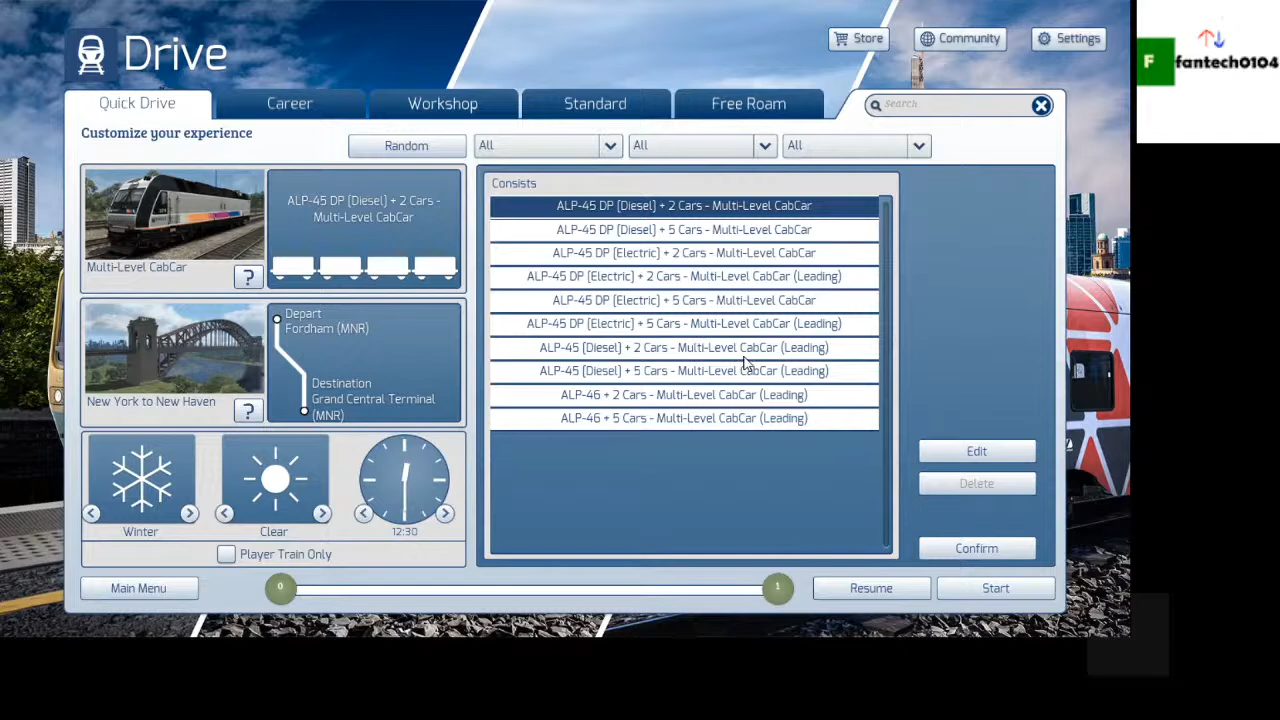 Drive
Store
Community
Settings
F
fantech0104
Quick Drive
Career
Workshop
Standard
Free Roam
Search
Customize your experience
Random
All
All
All
ALP-45 DP [Diesel] + 2 Cars -
Multi-Level CabCar
Multi-Level CabCar
?
Depart
Fordham (MNR)
Destination
Grand Central Terminal
(MNR)
New York to New Haven
?
Winter
Clear
12:30
Player Train Only
Consists
ALP-45 DP [Diesel] + 2 Cars - Multi-Level CabCar
ALP-45 DP [Diesel] + 5 Cars - Multi-Level CabCar
ALP-45 DP [Electric] + 2 Cars - Multi-Level CabCar
ALP-45 DP [Electric] + 2 Cars - Multi-Level CabCar (Leading)
ALP-45 DP [Electric] + 5 Cars - Multi-Level CabCar
ALP-45 DP [Electric] + 5 Cars - Multi-Level CabCar (Leading)
ALP-45 [Diesel] + 2 Cars - Multi-Level CabCar (Leading)
ALP-45 [Diesel] + 5 Cars - Multi-Level CabCar (Leading)
ALP-46 + 2 Cars - Multi-Level CabCar (Leading)
ALP-46 + 5 Cars - Multi-Level CabCar (Leading)
Edit
Delete
Confirm
Main Menu
0
1
Resume
Start